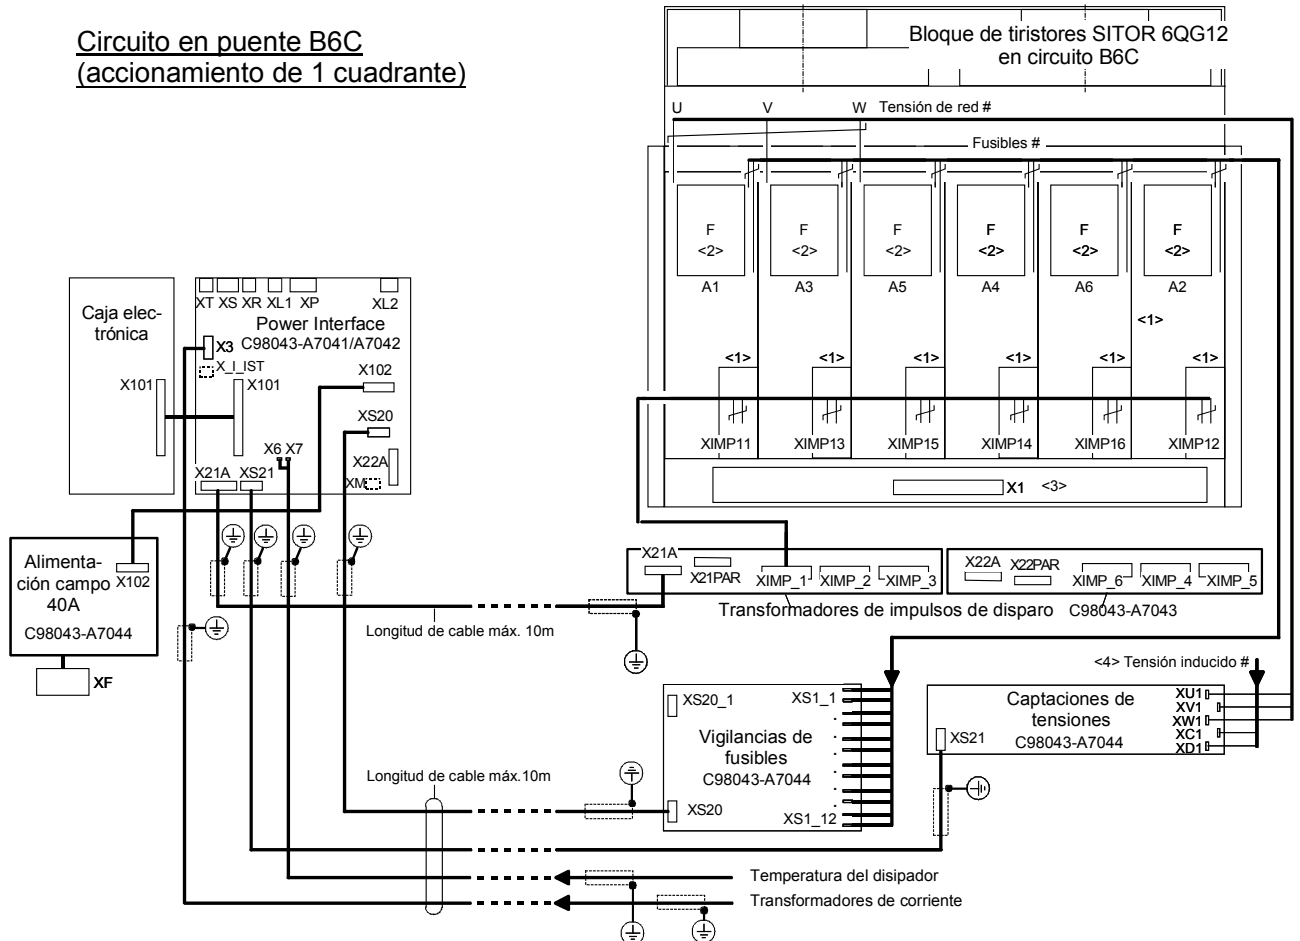 Circuito en puente B6C
(accionamiento de 1 cuadrante)
Bloque de tiristores SITOR 6QG12
en circuito B6C
U V W Tensión de red #
Fusibles #
F F F F F F
<2> <2> <2> <2> <2> <2>
A1 A3 A5 A4 A6 A2
<1>
<1> <1> <1> <1> <1> <1>
XIMP11 XIMP13 XIMP15 XIMP14 XIMP16 XIMP12
X1 <3>
Caja elec-
trónica
X101
XT XS XR XL1 XP XL2
Power Interface
C98043-A7041/A7042
X3
X_I_IST
X101
X102
XS20
X6 X7
X22A
X21A XS21
XM
Alimenta-
ción campo
40A
X102
C98043-A7044
XF
X21A
X21PAR
XIMP_1 XIMP_2 XIMP_3
X22A X22PAR
XIMP_6 XIMP_4 XIMP_5
Transformadores de impulsos de disparo C98043-A7043
Longitud de cable máx. 10m
<4> Tensión inducido #
XS20_1 XS1_1
Vigilancias de
fusibles
C98043-A7044
XS20
XS1_12
Captaciones de
tensiones
C98043-A7044
XS21
XU1
XV1
XW1
XC1
XD1
Longitud de cable máx.10m
Temperatura del disipador
Transformadores de corriente